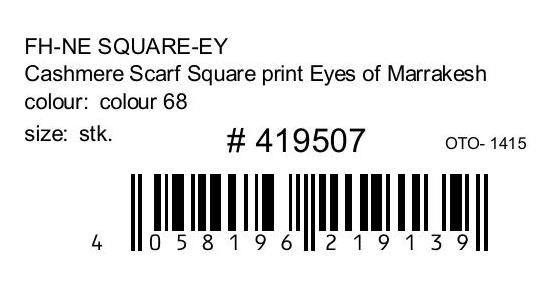 FH-NE SQUARE-EY
Cashmere Scarf Square print Eyes of Marrakesh
colour: colour 68
size: stk.
# 419507
OTO- 1415
4 058196 219139